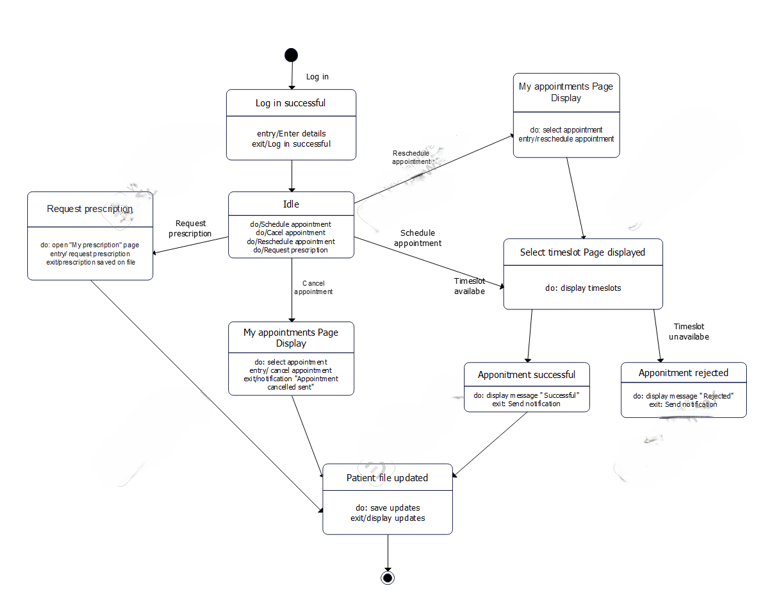 Log in
Log in successful
entry/Enter details
exit/Log in successful
My appointments Page
Display
do: select appointment
entry/reschedule appointment
Reschedule
appointment
Idle
do/Schedule appointment
do/Cacel appointment
do/Reschedule appointment
do/Request prescription
Request prescription
do: open "My prescription" page
entry/ request prescription
exit/prescription saved on file
Request
prescription
Schedule
appointment
Select timeslot Page displayed
do: display timeslots
Cancel
appointment
Timeslot
availabe
My appointments Page
Display
do: select appointment
entry/ cancel appointment
exit/notification "Appointment
cancelled sent"
Timeslot
unavailabe
Apponitment successful
do: display message " Successful"
exit: Send notification
Apponitment rejected
do: display message " Rejected"
exit: Send notification
Patient file updated
do: save updates
exit/display updates